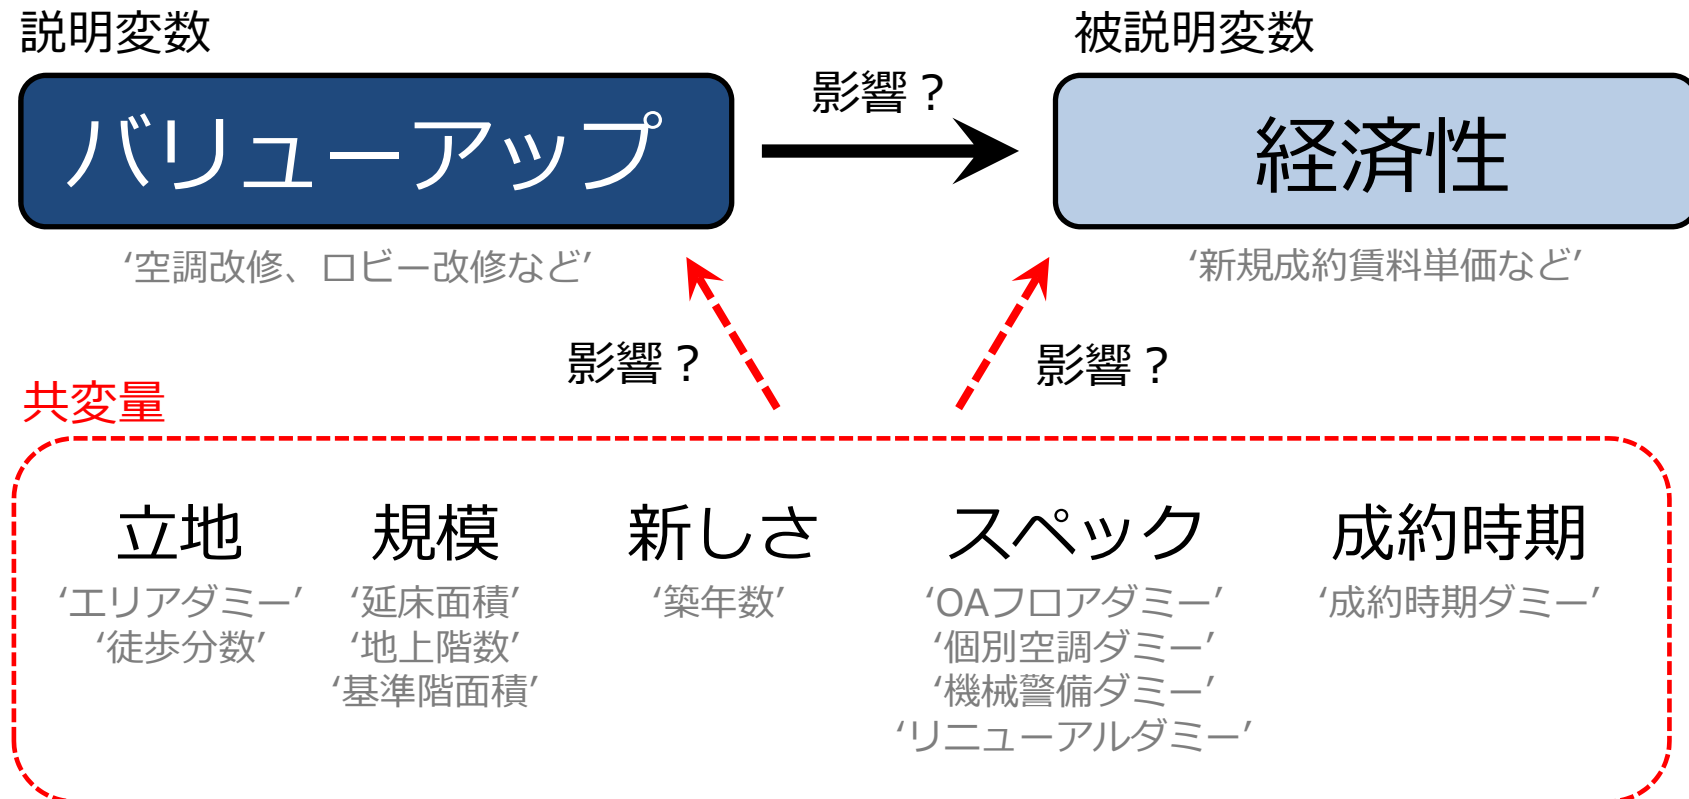 説明変数
被説明変数
バリューアップ
影響？
経済性
‘空調改修、ロビー改修など’
‘新規成約賃料単価など’
影響？
影響？
共変量
立地
‘エリアダミー’
‘徒歩分数’
規模
‘延床面積’
‘地上階数’
‘基準階面積’
新しさ
‘築年数’
スペック
‘OAフロアダミー’
‘個別空調ダミー’
‘機械警備ダミー’
‘リニューアルダミー’
成約時期
‘成約時期ダミー’